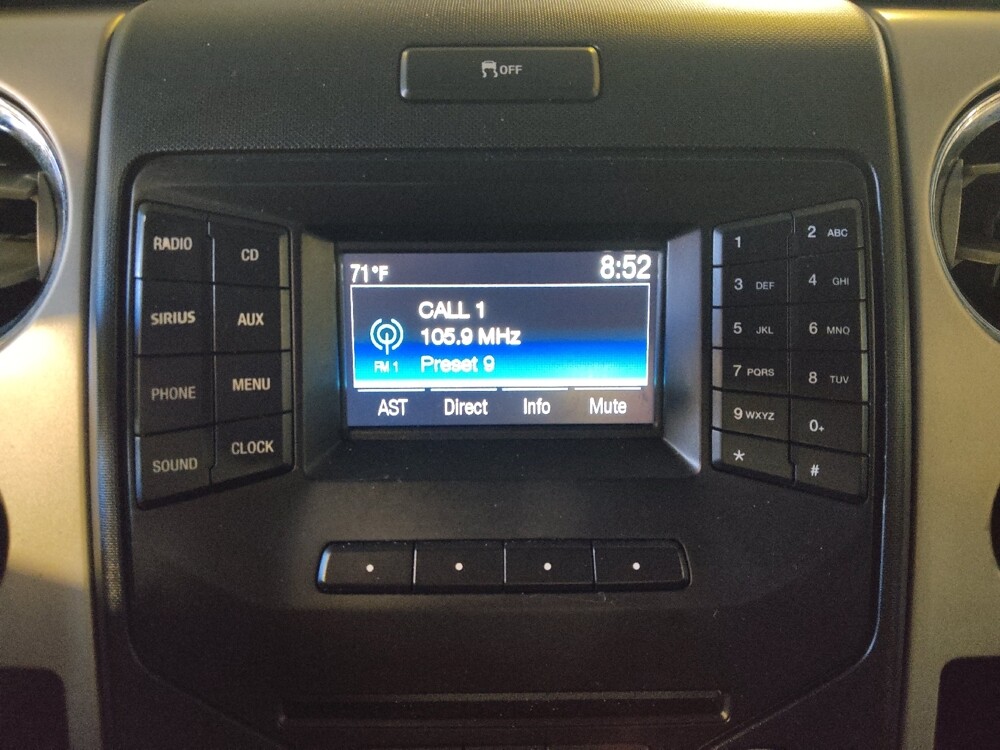 OFF
RADIO
CD
SIRIUS
AUX
PHONE
MENU
SOUND
CLOCK
71°F 8:52
CALL 1
105.9 MHz
FM 1 Preset 9
AST Direct Info Mute
1
2 ABC
3 DEF
4 GHI
5 JKL
6 MNO
7 PQRS
8 TUV
9 WXYZ
0+
*
#